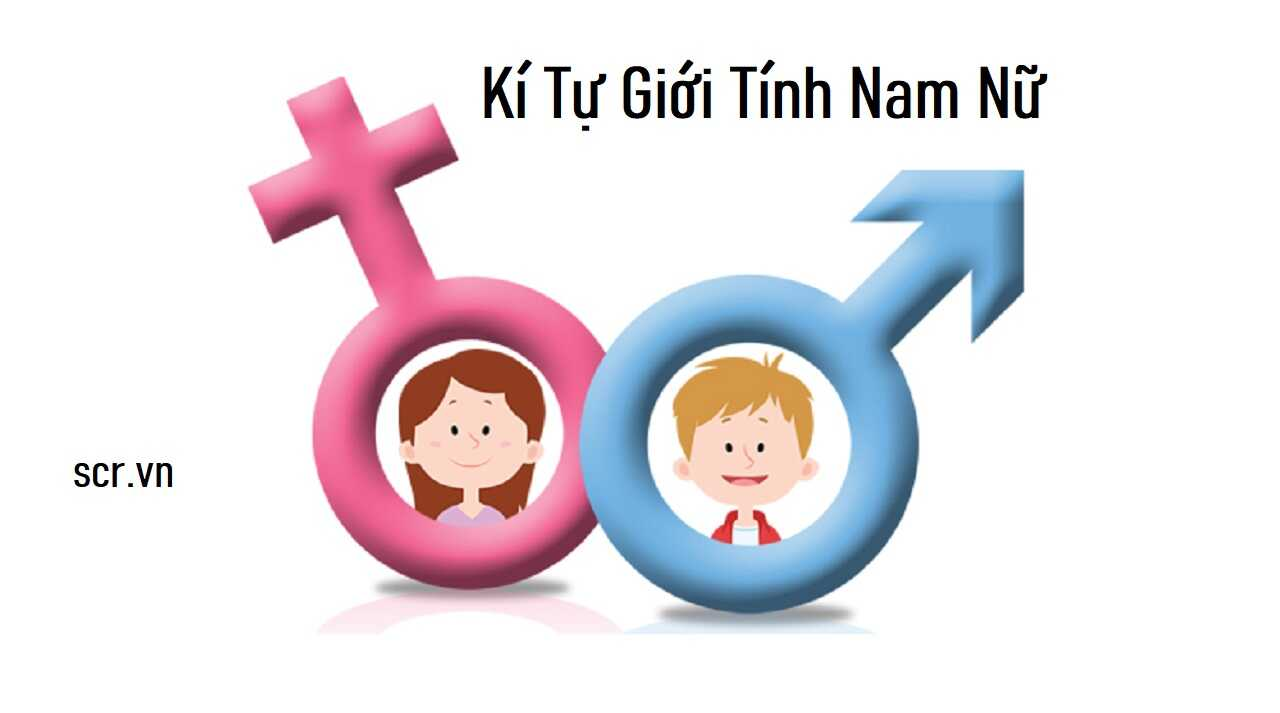 Kí Tự Giới Tính Nam Nữ
scr.vn